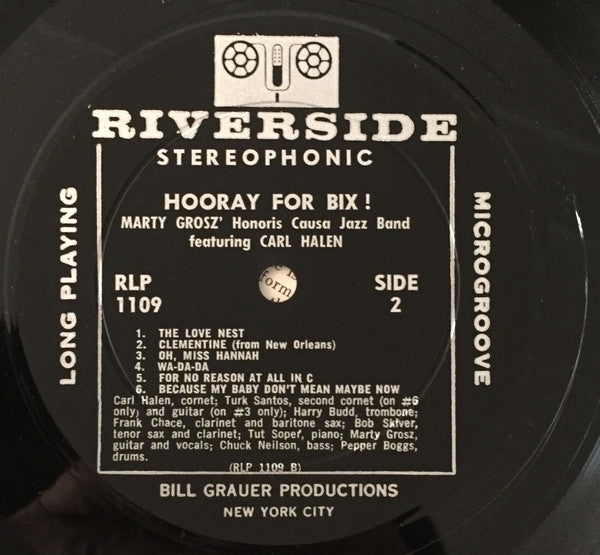 RIVERSIDE
STEREOPHONIC
HOORAY FOR BIX!
MARTY GROSZ' Honoris Causa Jazz Band
featuring CARL HALEN
LONG PLAYING
MICROGROOVE
RLP
1109
form
SIDE
2
1. THE LOVE NEST
2. CLEMENTINE (from New Orleans)
3. OH, MISS HANNAH
4. WA-DA-DA
5. FOR NO REASON AT ALL IN C
6. BECAUSE MY BABY DON'T MEAN MAYBE NOW
Carl Halen, cornet; Turk Santos, second cornet (on #6
only) and guitar (on #3 only); Harry Budd, trombone;
Frank Chace, clarinet and baritone sax; Bob Skiver,
tenor sax and clarinet; Tut Soper, piano; Marty Grosz,
guitar and vocals; Chuck Neilson, bass; Pepper Boggs,
drums.
(RLP 1109 B)
BILL GRAUER PRODUCTIONS
NEW YORK CITY